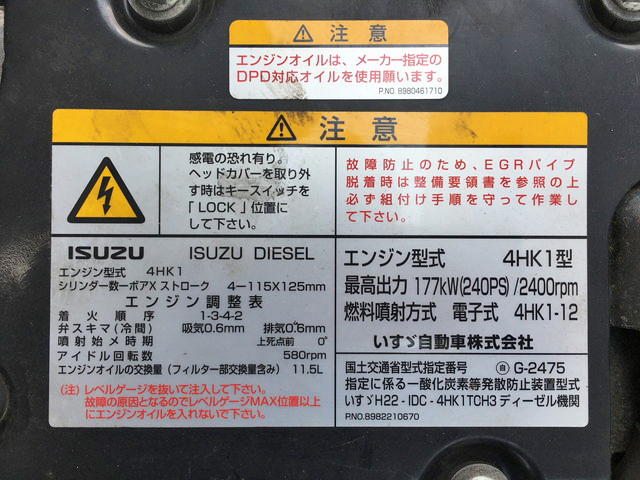 注意
エンジンオイルは、メーカー指定の
DPD対応オイルを使用願います。
P.NO. 8980461710
注意
感電の恐れ有り。
ヘッドカバーを取り外
す時はキースイッチを
「LOCK」位置に
して下さい。
故障防止のため、EGRパイプ
脱着時は整備要領書を参照の上
必ず組付け手順を守って作業し
て下さい。
ISUZU ISUZU DIESEL
エンジン型式 4HK1
シリンダー数ーボアX ストローク 4ー115X125mm
エンジン調整表
着火順序 1-3-4-2
弁スキマ(冷間) 吸気0.6mm 排気0.6mm
噴射始メ時期 上死点前 0°
アイドル回転数 580rpm
エンジンオイルの交換量(フィルター部交換量含み) 11.5L
(注) レベルゲージを抜いて注入して下さい。
故障の原因となるのでレベルゲージMAX位置以上
にエンジンオイルを入れないで下さい。
エンジン型式 4HK1型
最高出力 177kW(240PS) /2400rpm
燃料噴射方式 電子式 4HK1-12
いすゞ自動車株式会社
国土交通省型式指定番号 G-2475
指定に係る一酸化炭素等発散防止装置型式
いすゞH22 - IDC - 4HK1TCH3 ディーゼル機関
P.NO.8982210670